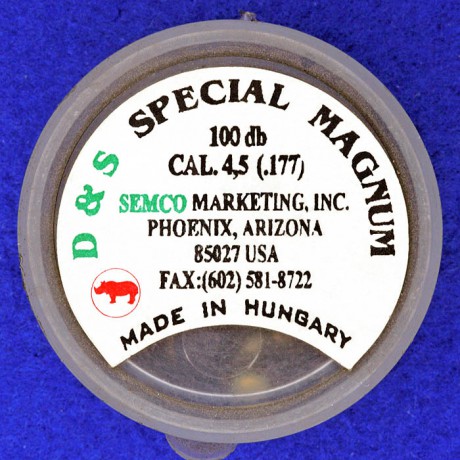 D & S SPECIAL MAGNUM
100 db
CAL. 4,5 (.177)
SEMCO MARKETING, INC.
PHOENIX, ARIZONA
85027 USA
FAX:(602) 581-8722
MADE IN HUNGARY